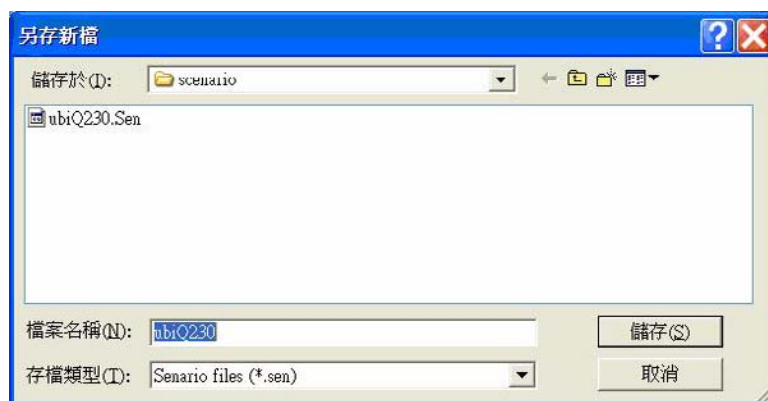 另存新檔
儲存於(I): scenario
ubiQ230.Sen
檔案名稱(N): ubiQ230 儲存(S)
存檔類型(T): Senario files (*.sen) 取消